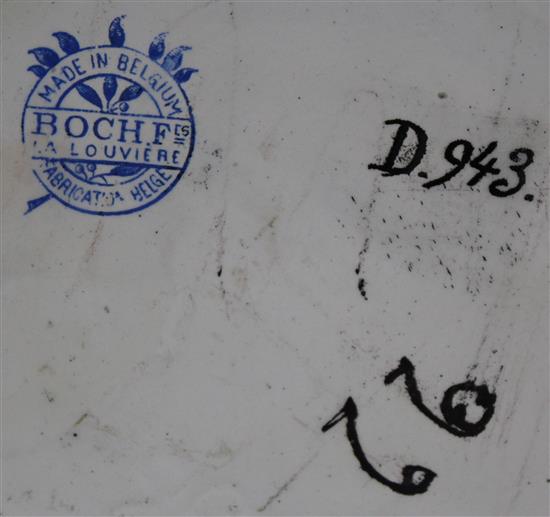 MADE IN BELGIUM
BOCH Fes
LA LOUVIÈRE
FABRICATION BELGE
D.943.